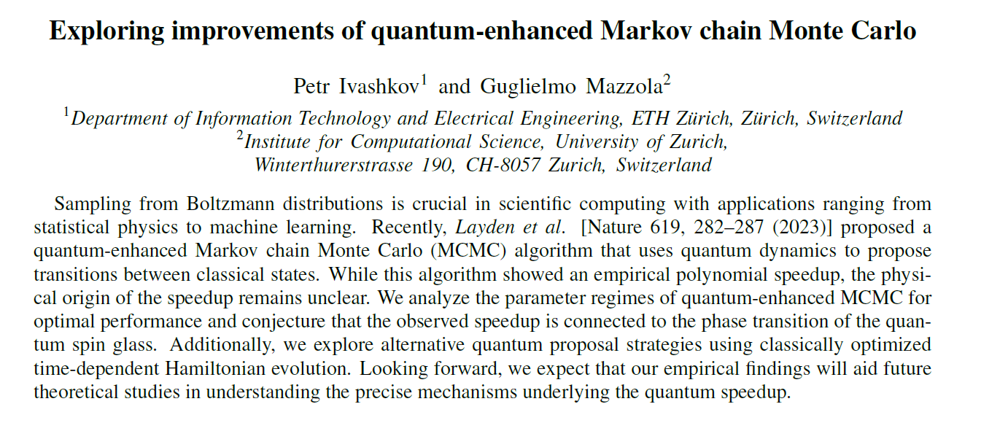 Exploring improvements of quantum-enhanced Markov chain Monte Carlo
Petr Ivashkov1 and Guglielmo Mazzola2
1Department of Information Technology and Electrical Engineering, ETH Zürich, Zürich, Switzerland
2Institute for Computational Science, University of Zurich,
Winterthurerstrasse 190, CH-8057 Zurich, Switzerland
Sampling from Boltzmann distributions is crucial in scientific computing with applications ranging from
statistical physics to machine learning. Recently, Layden et al. [Nature 619, 282–287 (2023)] proposed a
quantum-enhanced Markov chain Monte Carlo (MCMC) algorithm that uses quantum dynamics to propose
transitions between classical states. While this algorithm showed an empirical polynomial speedup, the physi-
cal origin of the speedup remains unclear. We analyze the parameter regimes of quantum-enhanced MCMC for
optimal performance and conjecture that the observed speedup is connected to the phase transition of the quan-
tum spin glass. Additionally, we explore alternative quantum proposal strategies using classically optimized
time-dependent Hamiltonian evolution. Looking forward, we expect that our empirical findings will aid future
theoretical studies in understanding the precise mechanisms underlying the quantum speedup.